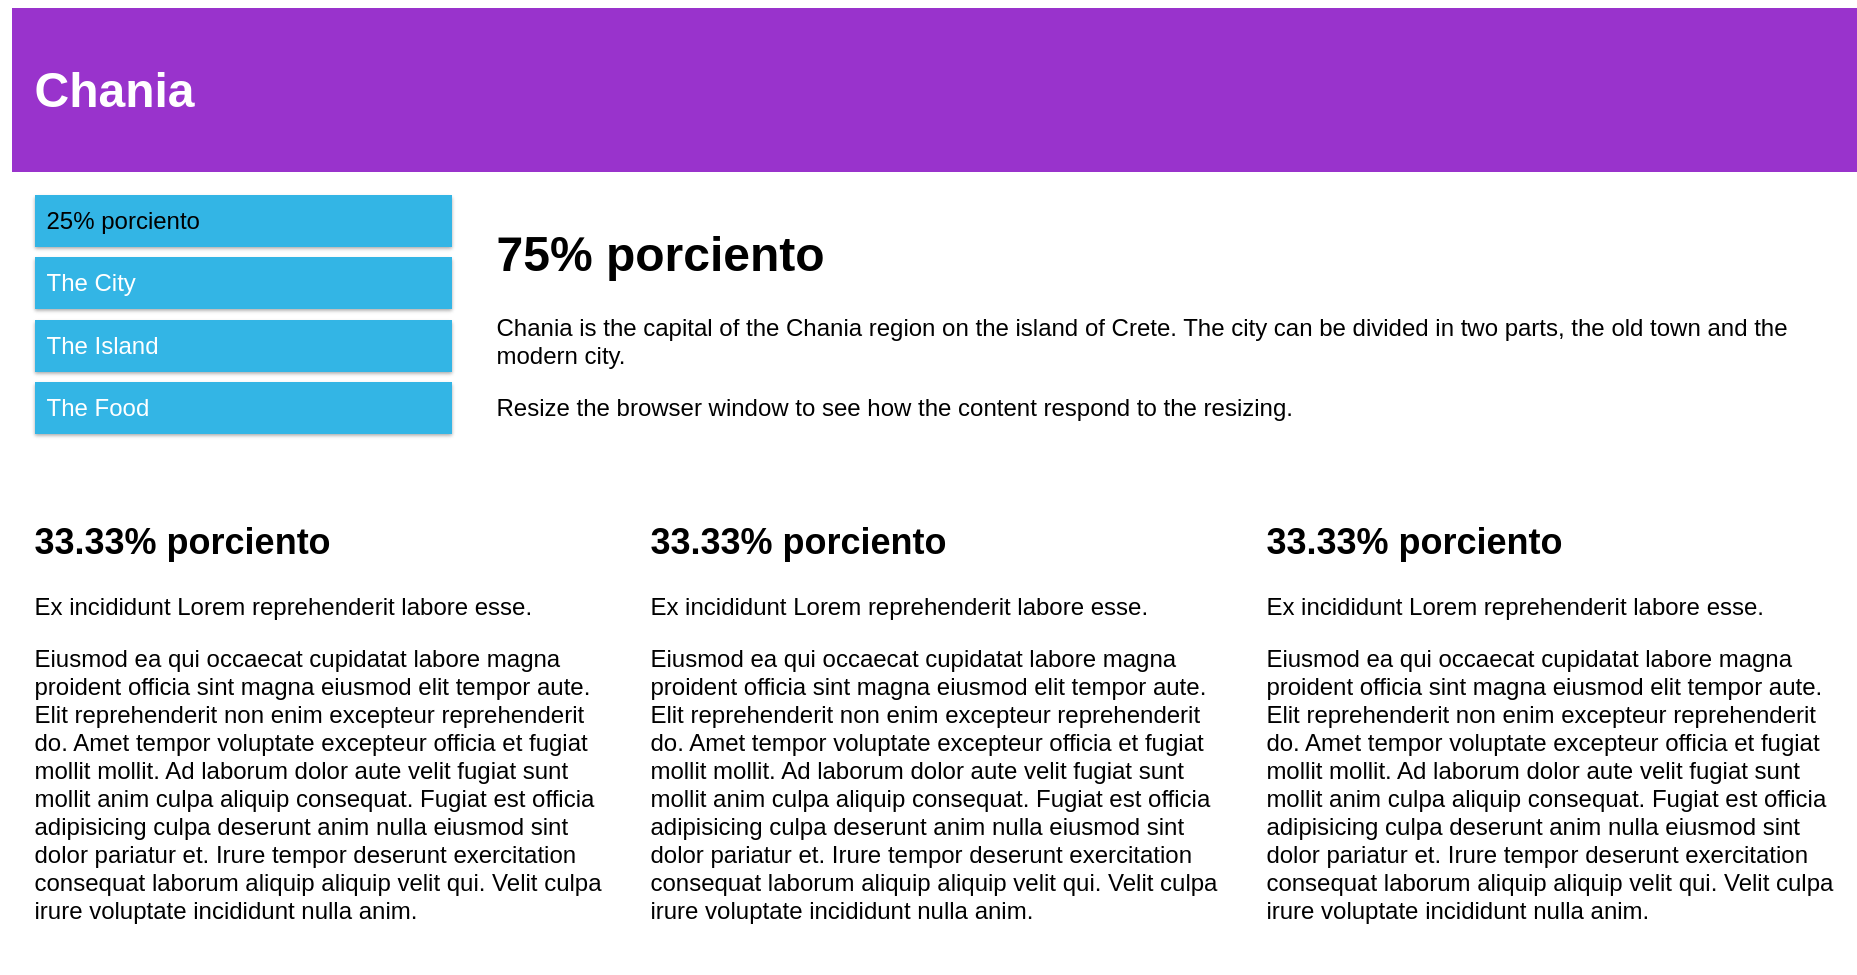 Chania
25% porciento
The City
The Island
The Food
75% porciento
Chania is the capital of the Chania region on the island of Crete. The city can be divided in two parts, the old town and the
modern city.
Resize the browser window to see how the content respond to the resizing.
33.33% porciento
Ex incididunt Lorem reprehenderit labore esse.
Eiusmod ea qui occaecat cupidatat labore magna
proident officia sint magna eiusmod elit tempor aute.
Elit reprehenderit non enim excepteur reprehenderit
do. Amet tempor voluptate excepteur officia et fugiat
mollit mollit. Ad laborum dolor aute velit fugiat sunt
mollit anim culpa aliquip consequat. Fugiat est officia
adipisicing culpa deserunt anim nulla eiusmod sint
dolor pariatur et. Irure tempor deserunt exercitation
consequat laborum aliquip aliquip velit qui. Velit culpa
irure voluptate incididunt nulla anim.
33.33% porciento
Ex incididunt Lorem reprehenderit labore esse.
Eiusmod ea qui occaecat cupidatat labore magna
proident officia sint magna eiusmod elit tempor aute.
Elit reprehenderit non enim excepteur reprehenderit
do. Amet tempor voluptate excepteur officia et fugiat
mollit mollit. Ad laborum dolor aute velit fugiat sunt
mollit anim culpa aliquip consequat. Fugiat est officia
adipisicing culpa deserunt anim nulla eiusmod sint
dolor pariatur et. Irure tempor deserunt exercitation
consequat laborum aliquip aliquip velit qui. Velit culpa
irure voluptate incididunt nulla anim.
33.33% porciento
Ex incididunt Lorem reprehenderit labore esse.
Eiusmod ea qui occaecat cupidatat labore magna
proident officia sint magna eiusmod elit tempor aute.
Elit reprehenderit non enim excepteur reprehenderit
do. Amet tempor voluptate excepteur officia et fugiat
mollit mollit. Ad laborum dolor aute velit fugiat sunt
mollit anim culpa aliquip consequat. Fugiat est officia
adipisicing culpa deserunt anim nulla eiusmod sint
dolor pariatur et. Irure tempor deserunt exercitation
consequat laborum aliquip aliquip velit qui. Velit culpa
irure voluptate incididunt nulla anim.